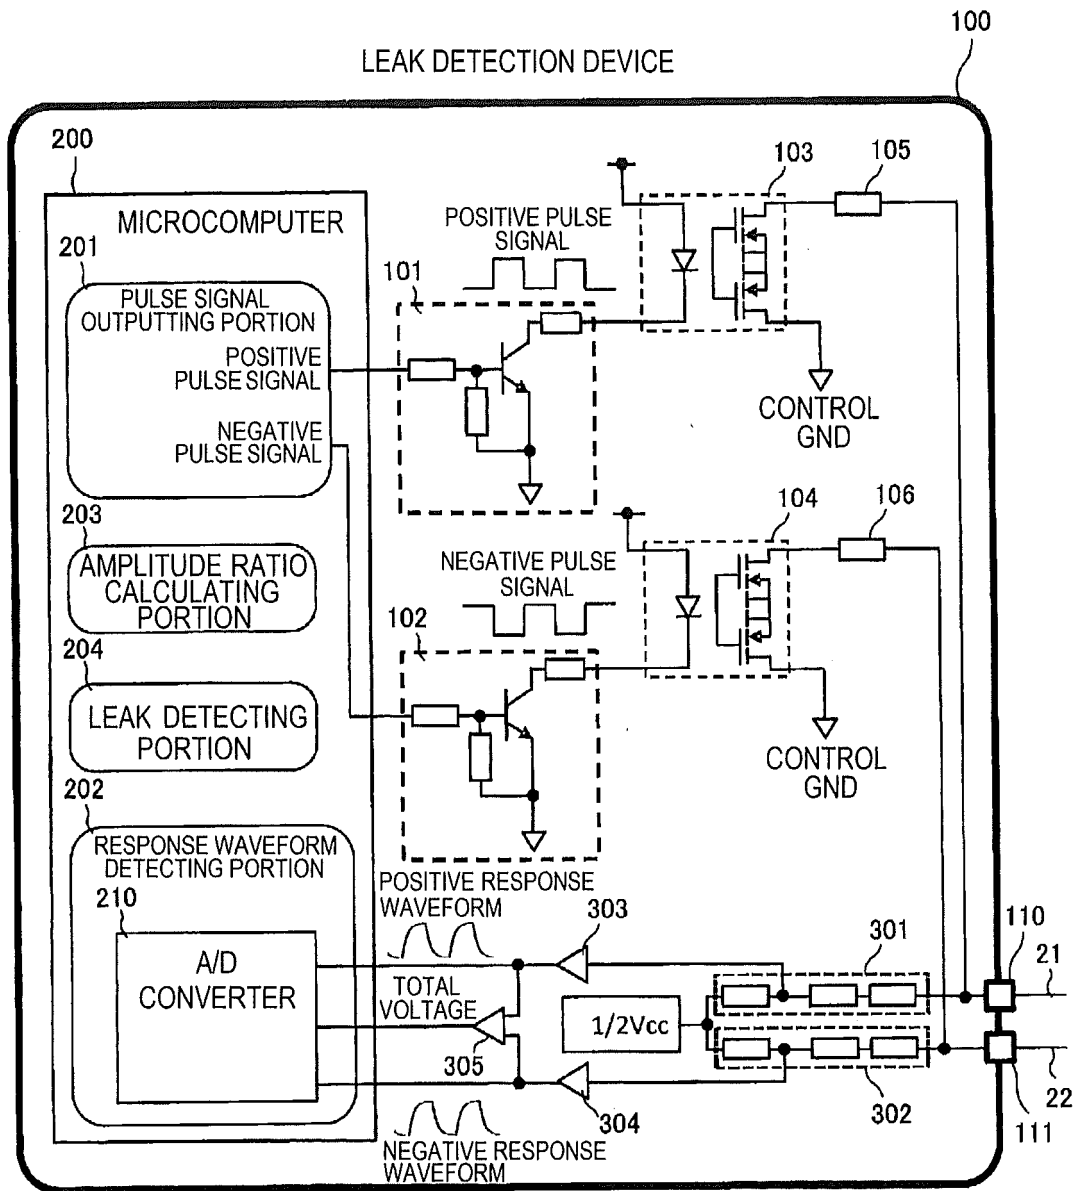 100
LEAK DETECTION DEVICE
200
103
105
MICROCOMPUTER
POSITIVE PULSE
SIGNAL
201
101
PULSE SIGNAL
OUTPUTTING PORTION
POSITIVE
PULSE SIGNAL
CONTROL
GND
NEGATIVE
PULSE SIGNAL
203
104
106
AMPLITUDE RATIO
CALCULATING
PORTION
NEGATIVE PULSE
SIGNAL
102
204
LEAK DETECTING
PORTION
CONTROL
GND
202
RESPONSE WAVEFORM
DETECTING PORTION
POSITIVE RESPONSE
WAVEFORM
210
303
301
110
A/D
CONVERTER
21
TOTAL
VOLTAGE
1/2Vcc
305
304
302
22
111
NEGATIVE RESPONSE
WAVEFORM